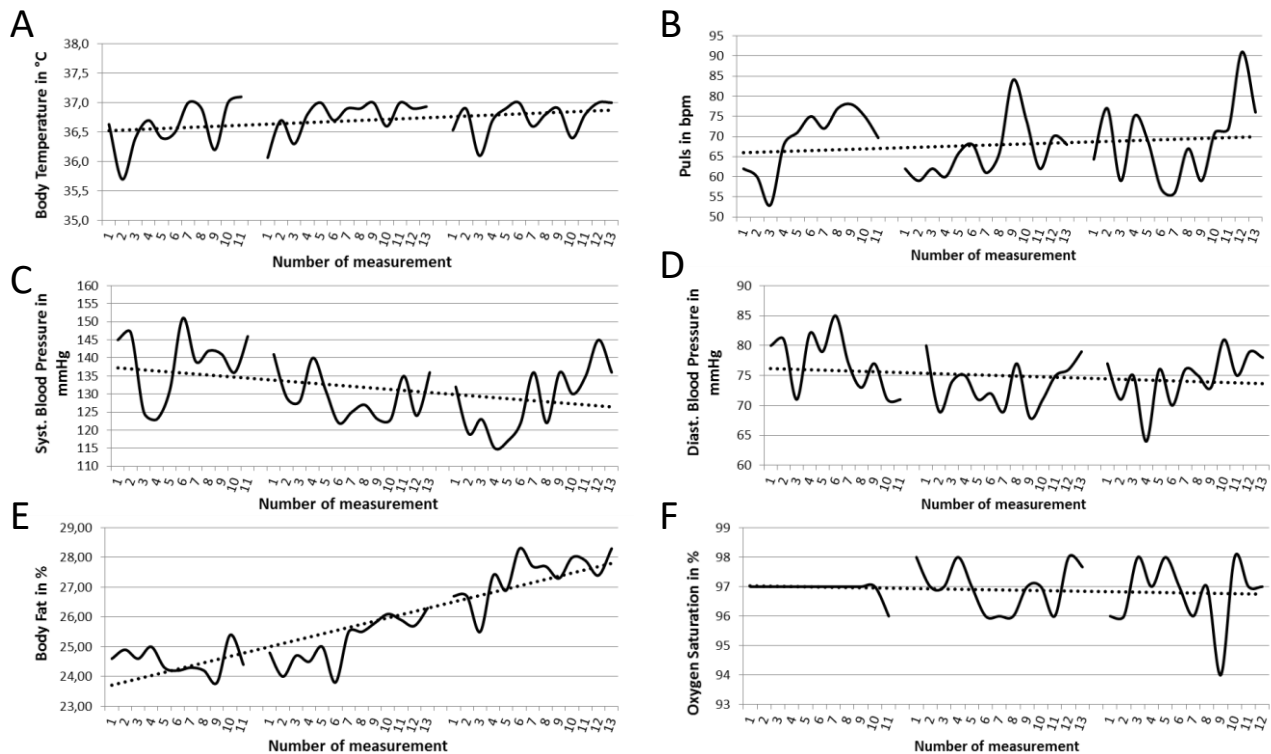 A
Body Temperature in °C
38,0
37,5
37,0
36,5
36,0
35,5
35,0
1 2 3 4 5 6 7 8 9 10 11 1 2 3 4 5 6 7 8 9 10 11 12 13 1 2 3 4 5 6 7 8 9 10 11 12 13
Number of measurement
B
Puls in bpm
95
90
85
80
75
70
65
60
55
50
1 2 3 4 5 6 7 8 9 10 11 1 2 3 4 5 6 7 8 9 10 11 12 13 1 2 3 4 5 6 7 8 9 10 11 12 13
Number of measurement
C
Syst. Blood Pressure in
mmHg
160
155
150
145
140
135
130
125
120
115
110
1 2 3 4 5 6 7 8 9 10 11 1 2 3 4 5 6 7 8 9 10 11 12 13 1 2 3 4 5 6 7 8 9 10 11 12 13
Number of measurement
D
Diast. Blood Pressure in
mmHg
90
85
80
75
70
65
60
1 2 3 4 5 6 7 8 9 10 11 1 2 3 4 5 6 7 8 9 10 11 12 13 1 2 3 4 5 6 7 8 9 10 11 12 13
Number of measurement
E
Body Fat in %
29,00
28,00
27,00
26,00
25,00
24,00
23,00
1 2 3 4 5 6 7 8 9 10 11 1 2 3 4 5 6 7 8 9 10 11 12 13 1 2 3 4 5 6 7 8 9 10 11 12 13
Number of measurement
F
Oxygen Saturation in %
99
98
97
96
95
94
93
1 2 3 4 5 6 7 8 9 10 11 1 2 3 4 5 6 7 8 9 10 11 12 13 1 2 3 4 5 6 7 8 9 10 11 12
Number of measurement